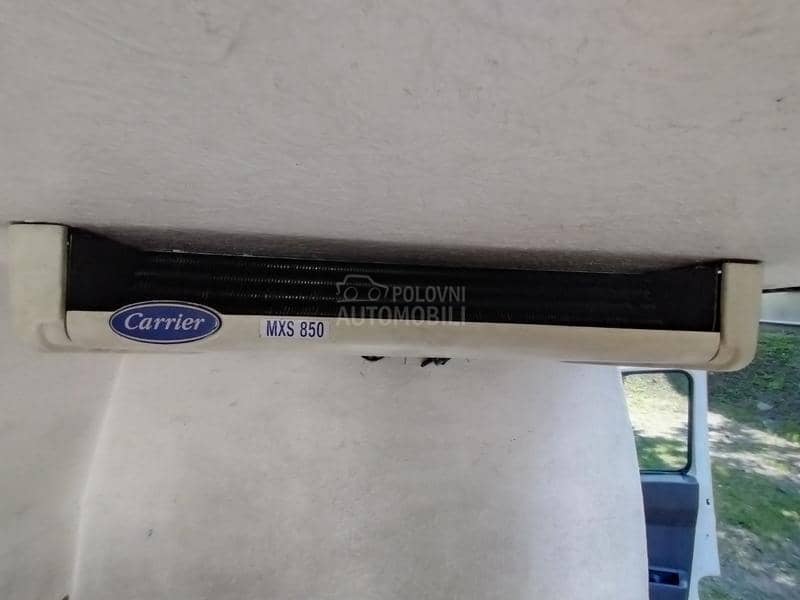 POLOVNI
AUTOMOBILI
Carrier
MXS 850